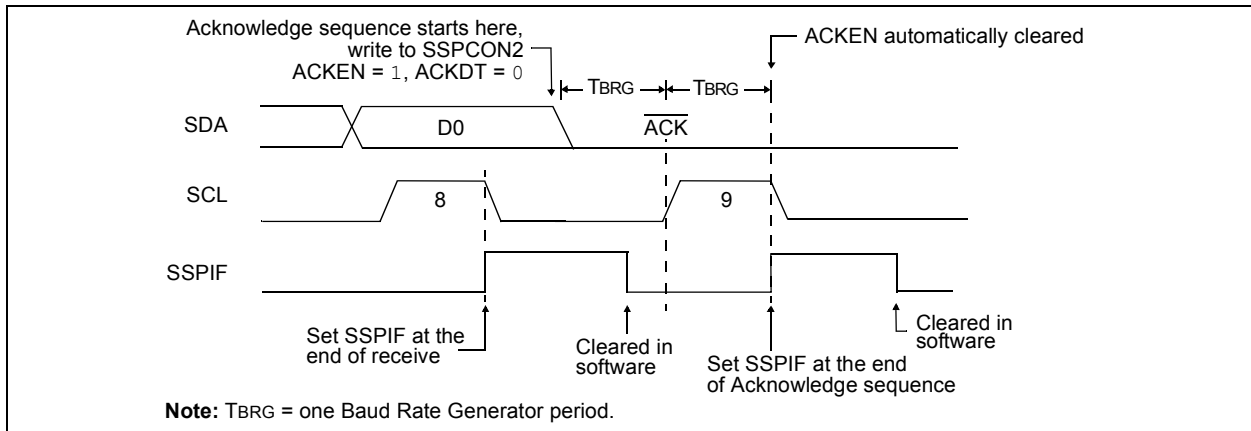 Acknowledge sequence starts here,
write to SSPCON2
ACKEN = 1, ACKDT = 0
ACKEN automatically cleared
TBRG
TBRG
SDA
D0
ACK
SCL
8
9
SSPIF
Set SSPIF at the
end of receive
Cleared in
software
Set SSPIF at the end
of Acknowledge sequence
Cleared in
software
Note: TBRG = one Baud Rate Generator period.